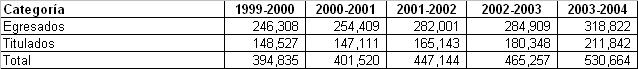 Categoría 1999-2000 2000-2001 2001-2002 2002-2003 2003-2004
Egresados 246,308 254,409 282,001 284,909 318,822
Titulados 148,527 147,111 165,143 180,348 211,842
Total 394,835 401,520 447,144 465,257 530,664